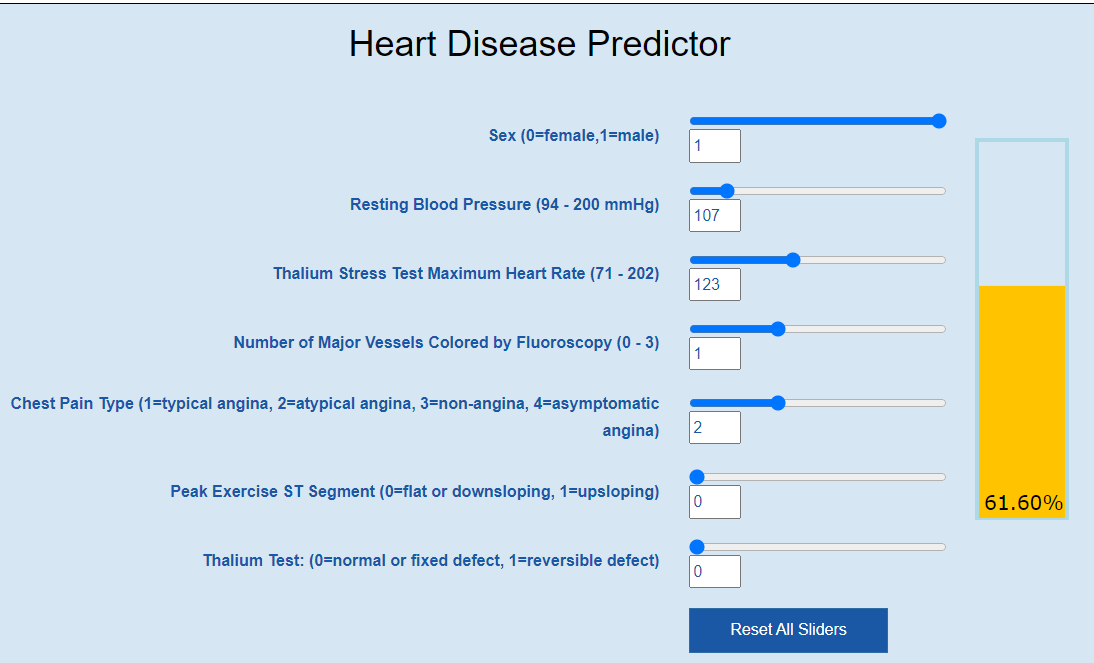 Heart Disease Predictor
Sex (0=female,1=male)
1
Resting Blood Pressure (94 - 200 mmHg)
107
Thalium Stress Test Maximum Heart Rate (71 - 202)
123
Number of Major Vessels Colored by Fluoroscopy (0 - 3)
1
Chest Pain Type (1=typical angina, 2=atypical angina, 3=non-angina, 4=asymptomatic
angina)
2
Peak Exercise ST Segment (0=flat or downsloping, 1=upsloping)
0
61.60%
Thalium Test: (0=normal or fixed defect, 1=reversible defect)
0
Reset All Sliders